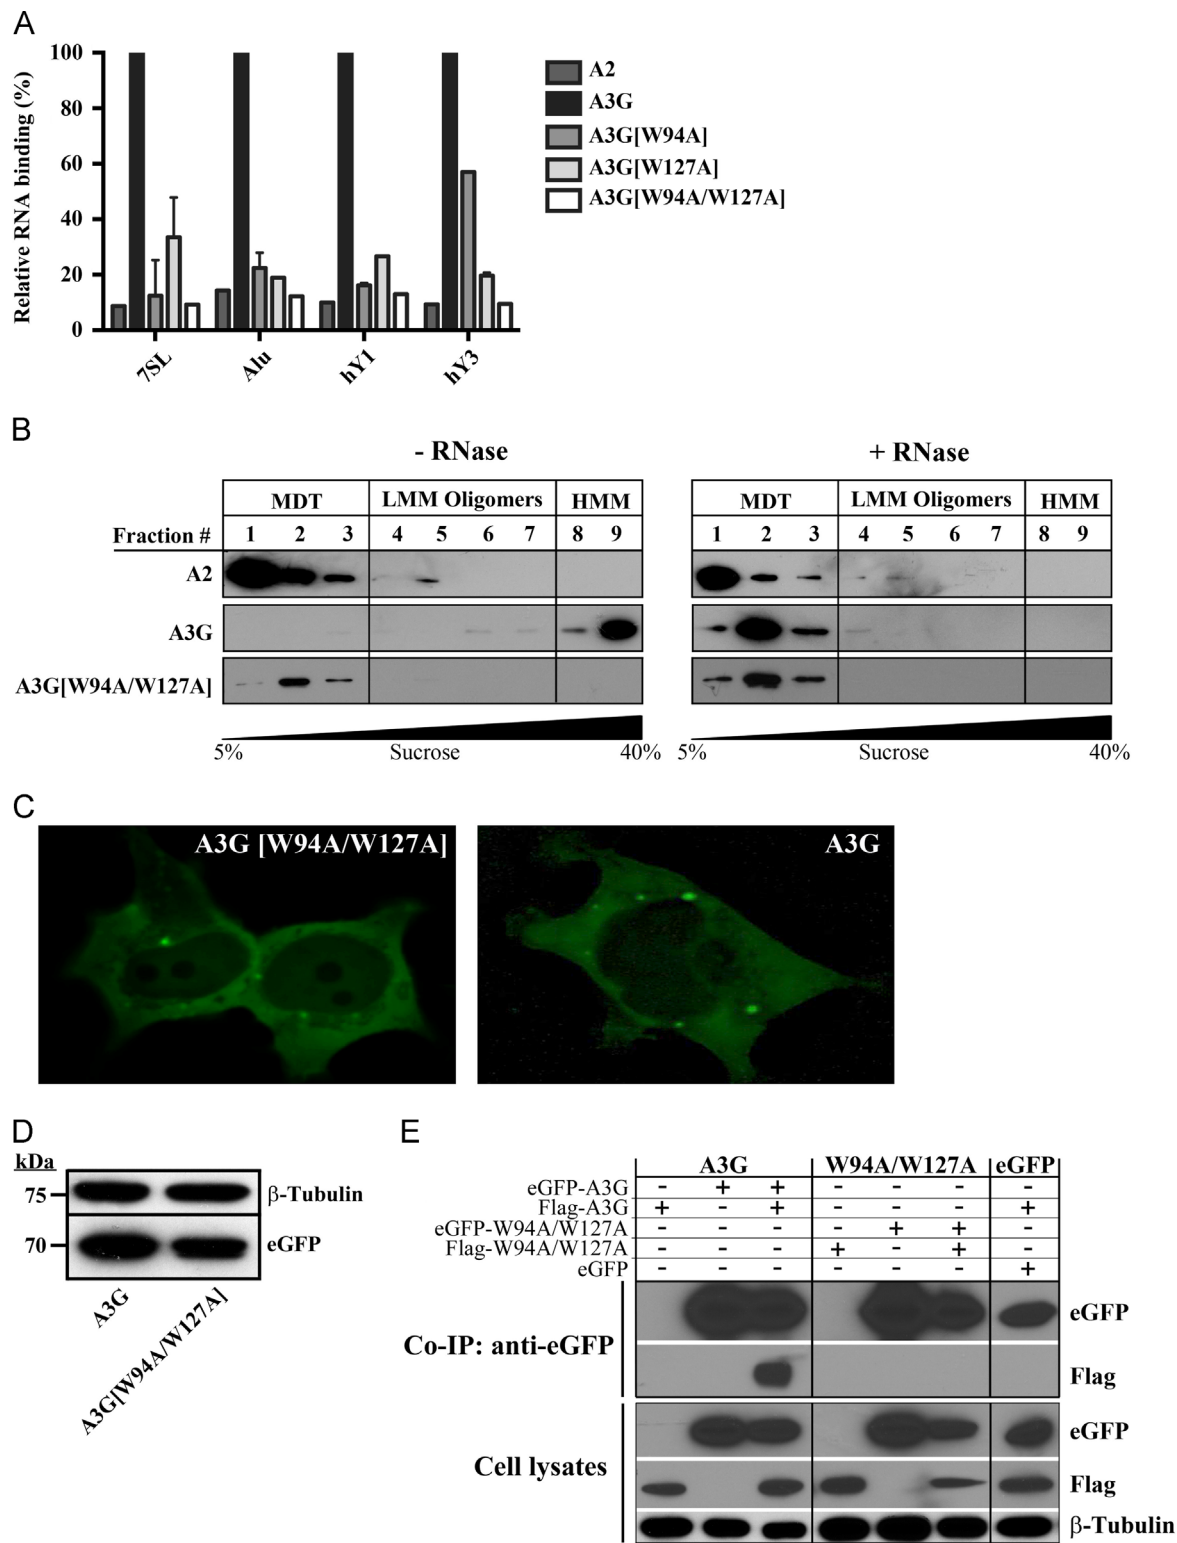 A
Relative RNA binding (%)
100
80
60
40
20
0
7SL
Alu
hY1
hY3
A2
A3G
A3G[W94A]
A3G[W127A]
A3G[W94A/W127A]
B
- RNase
+ RNase
MDT
LMM Oligomers
HMM
MDT
LMM Oligomers
HMM
Fraction #
1 2 3 4 5 6 7 8 9
1 2 3 4 5 6 7 8 9
A2
A3G
A3G[W94A/W127A]
5% Sucrose 40%
5% Sucrose 40%
C
A3G [W94A/W127A]
A3G
D
kDa
75
β-Tubulin
70
eGFP
A3G
A3G[W94A/W127A]
E
A3G W94A/W127A eGFP
eGFP-A3G - + + - - - -
Flag-A3G + - + - - - +
eGFP-W94A/W127A - - - - + + -
Flag-W94A/W127A - - - + - + -
eGFP - - - - - - +
Co-IP: anti-eGFP
eGFP
Flag
Cell lysates
eGFP
Flag
β-Tubulin